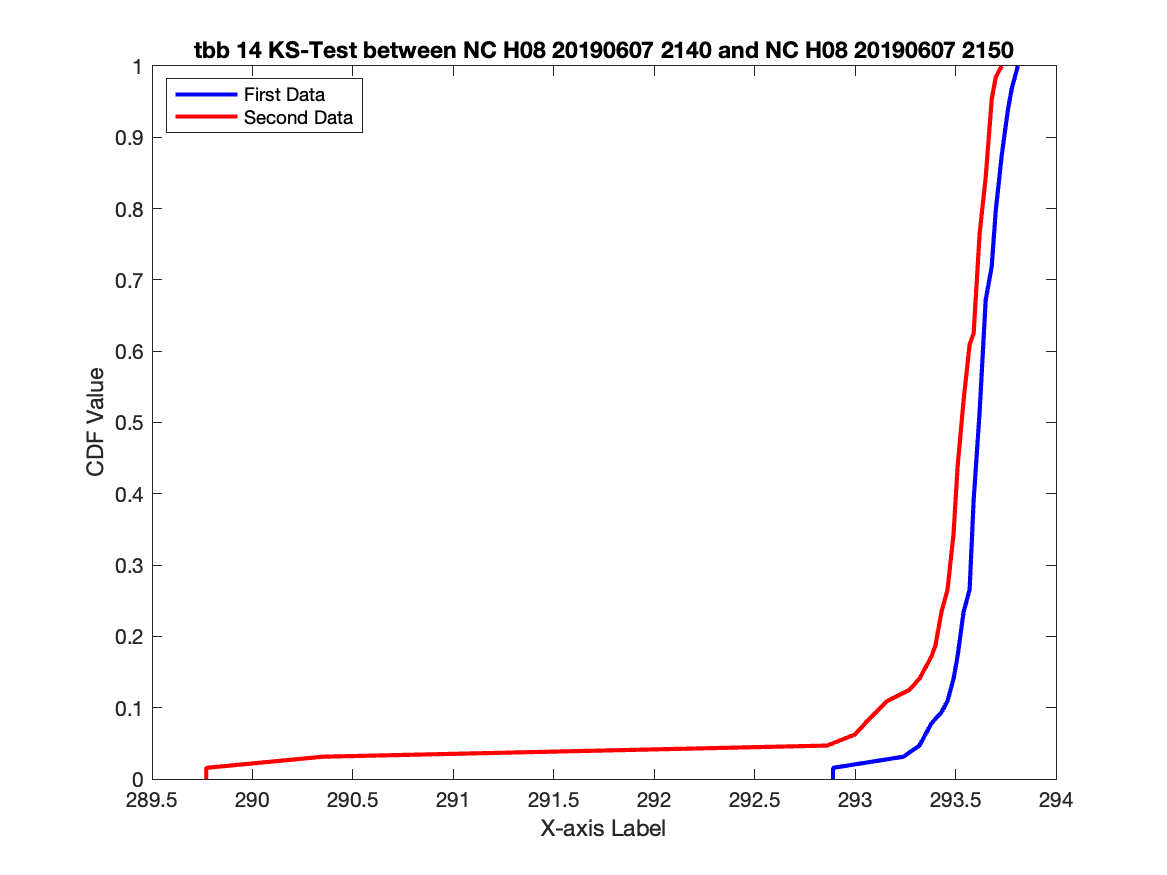 tbb 14 KS-Test between NC H08 20190607 2140 and NC H08 20190607 2150
First Data
Second Data
1
0.9
0.8
0.7
0.6
0.5
0.4
0.3
0.2
0.1
0
CDF Value
289.5 290 290.5 291 291.5 292 292.5 293 293.5 294
X-axis Label